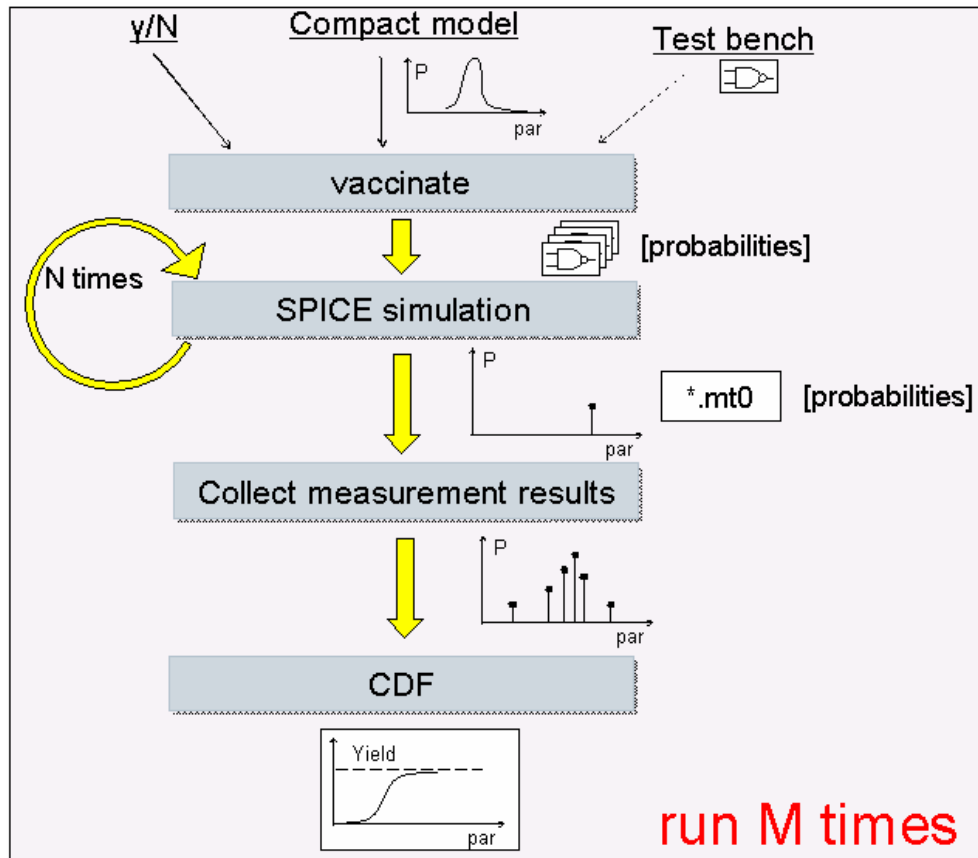 γ/N
Compact model
Test bench
P
par
vaccinate
[probabilities]
N times
SPICE simulation
P
*.mt0
[probabilities]
par
Collect measurement results
P
par
CDF
Yield
par
run M times